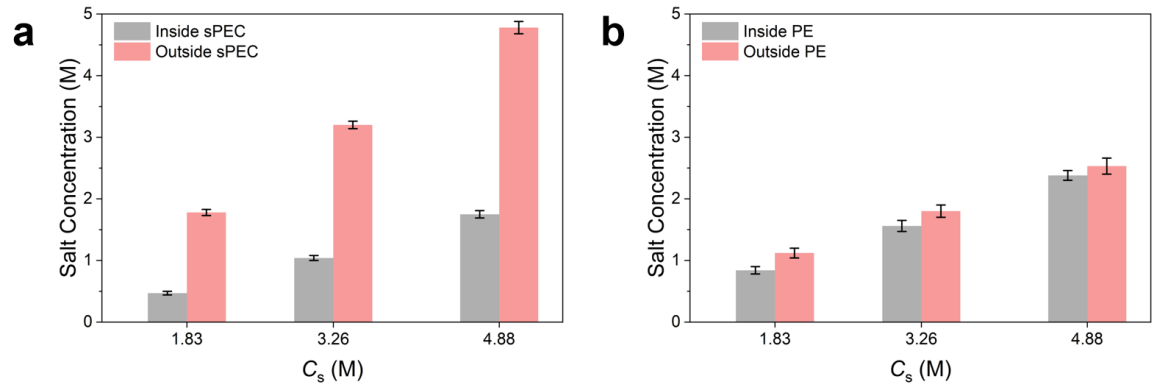 a
Inside sPEC
Outside sPEC
Salt Concentration (M)
5
4
3
2
1
0
1.83 3.26 4.88
Cₛ (M)
b
Inside PE
Outside PE
Salt Concentration (M)
5
4
3
2
1
0
1.83 3.26 4.88
Cₛ (M)